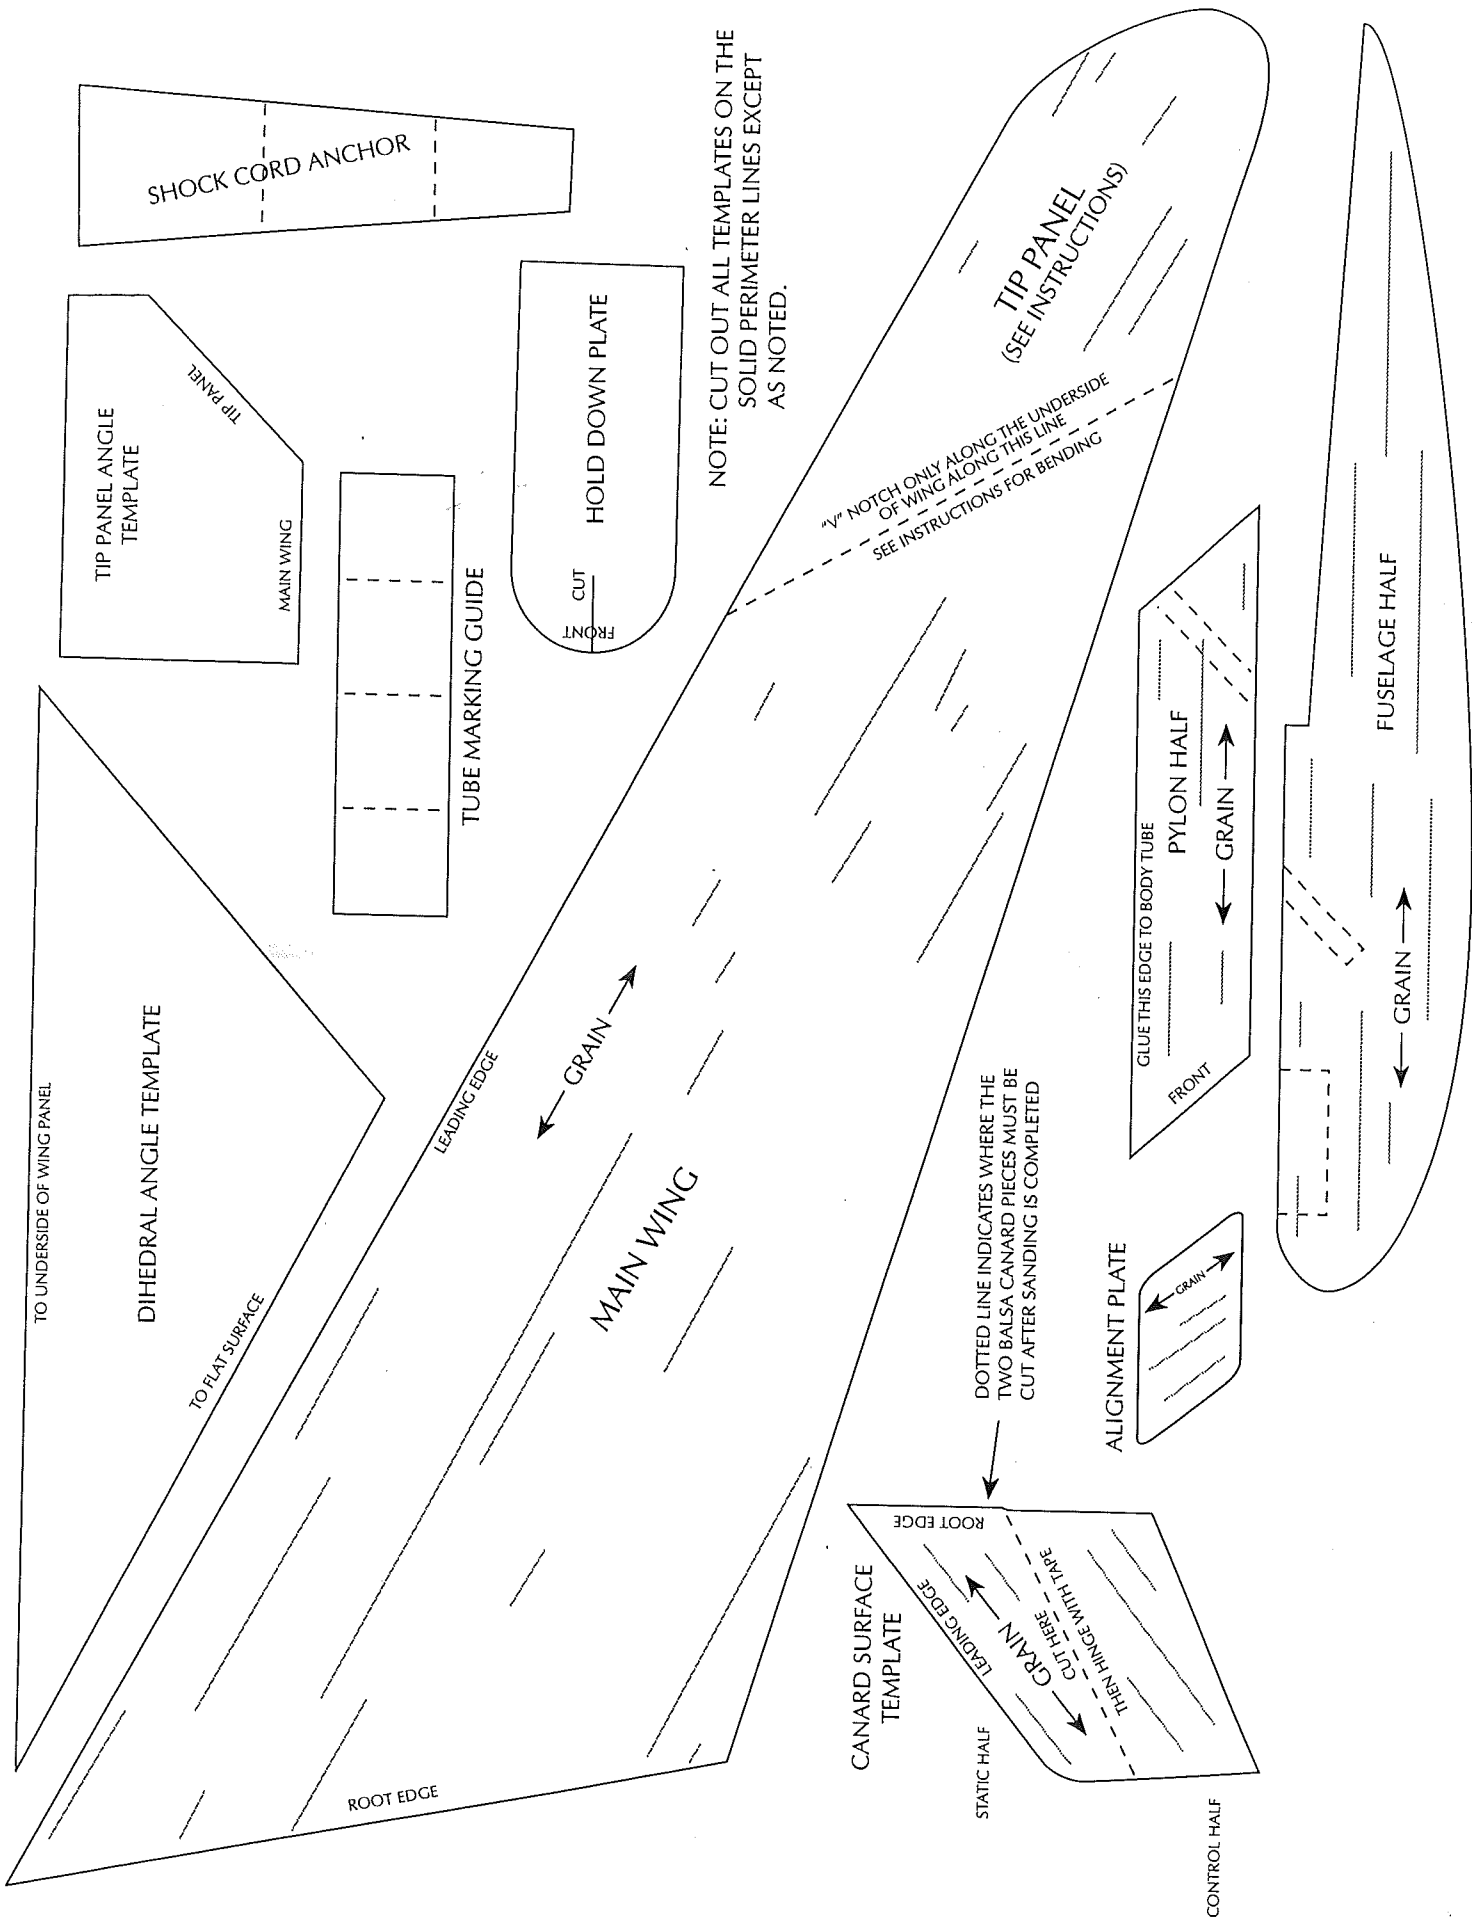 TO UNDERSIDE OF WING PANEL
DIHEDRAL ANGLE TEMPLATE
TO FLAT SURFACE
TIP PANEL ANGLE
TEMPLATE
TIP PANEL
MAIN WING
SHOCK CORD ANCHOR
TUBE MARKING GUIDE
HOLD DOWN PLATE
CUT
FRONT
NOTE: CUT OUT ALL TEMPLATES ON THE
SOLID PERIMETER LINES EXCEPT
AS NOTED.
ROOT EDGE
LEADING EDGE
GRAIN
MAIN WING
"V" NOTCH ONLY ALONG THE UNDERSIDE
OF WING ALONG THIS LINE
SEE INSTRUCTIONS FOR BENDING
TIP PANEL
(SEE INSTRUCTIONS)
CANARD SURFACE
TEMPLATE
STATIC HALF
CONTROL HALF
LEADING EDGE
ROOT EDGE
GRAIN
CUT HERE
THEN HINGE WITH TAPE
DOTTED LINE INDICATES WHERE THE
TWO BALSA CANARD PIECES MUST BE
CUT AFTER SANDING IS COMPLETED
ALIGNMENT PLATE
GRAIN
GLUE THIS EDGE TO BODY TUBE
PYLON HALF
GRAIN
FRONT
FUSELAGE HALF
GRAIN